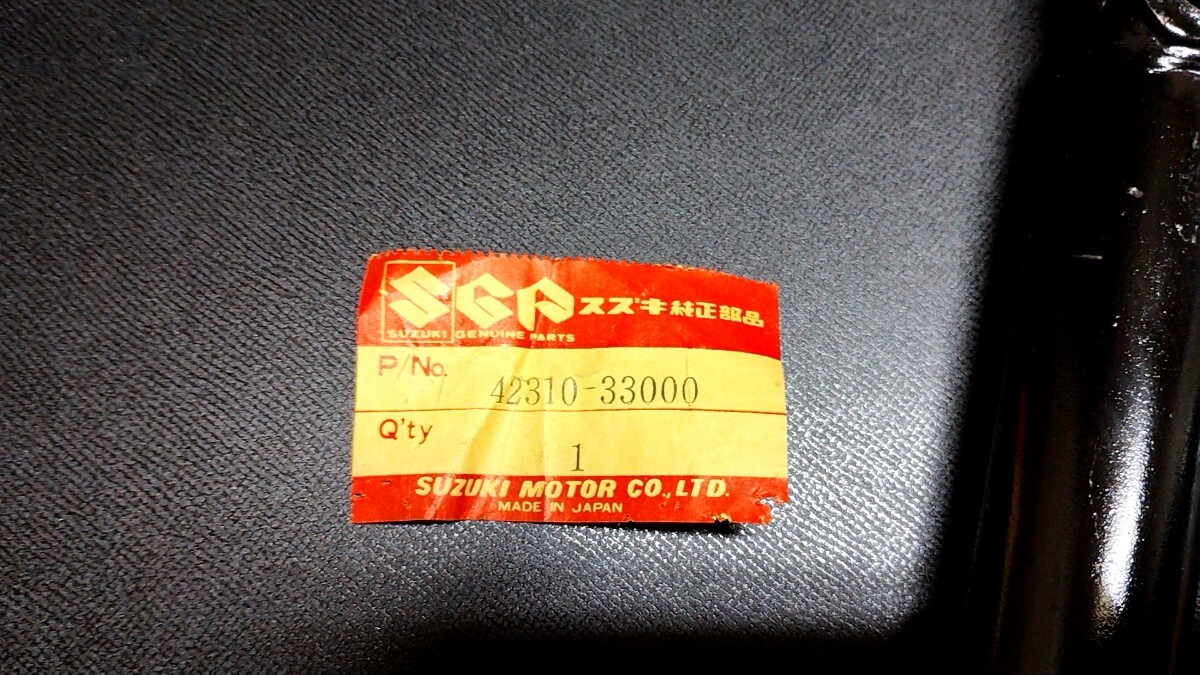 SGP スズキ純正部品
SUZUKI GENUINE PARTS
P/No. 42310-33000
Q'ty 1
SUZUKI MOTOR CO.,LTD.
MADE IN JAPAN